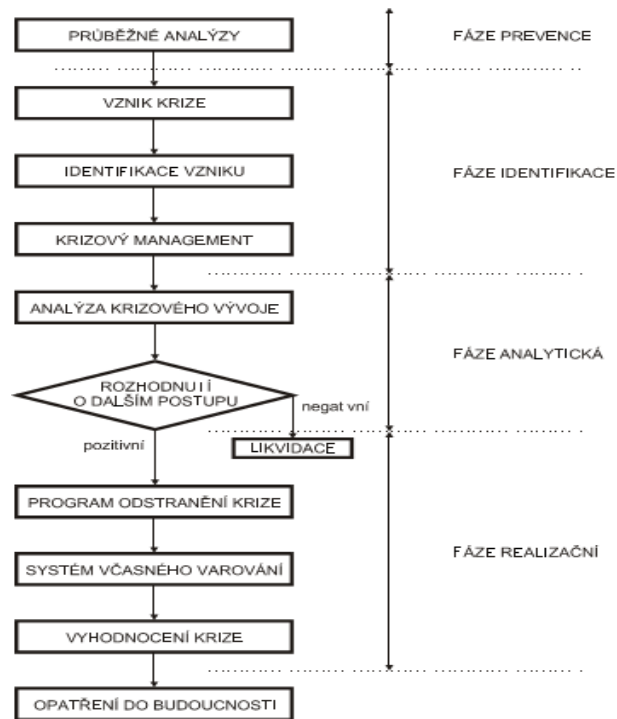 PRŮBĚŽNÉ ANALÝZY
FÁZE PREVENCE
VZNIK KRIZE
IDENTIFIKACE VZNIKU
FÁZE IDENTIFIKACE
KRIZOVÝ MANAGEMENT
ANALÝZA KRIZOVÉHO VÝVOJE
FÁZE ANALYTICKÁ
ROZHODNUIÍ
O DALŠÍM POSTUPU
negat vní
pozitivní
LIKVIDACE
PROGRAM ODSTRANĚNÍ KRIZE
FÁZE REALIZAČNÍ
SYSTÉM VČASNÉHO VAROVÁNÍ
VYHODNOCENÍ KRIZE
OPATŘENÍ DO BUDOUCNOSTI